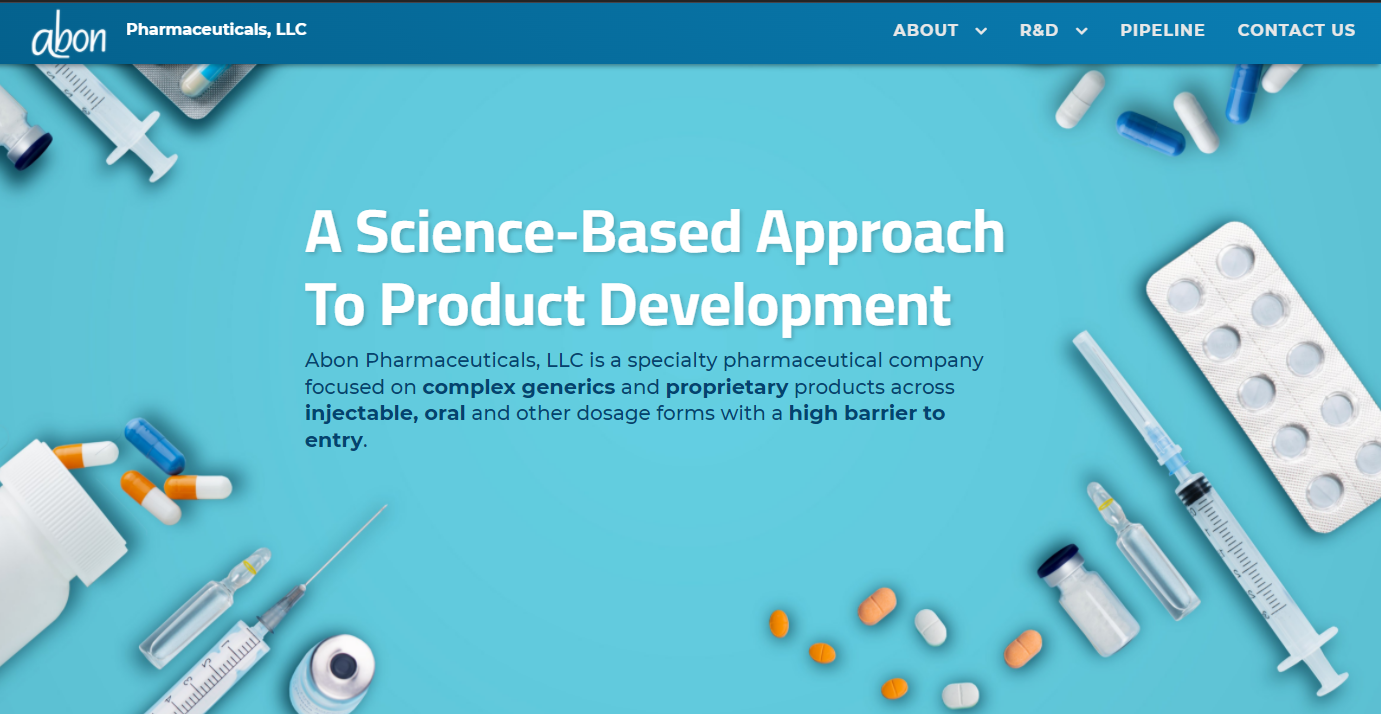 abon Pharmaceuticals, LLC
ABOUT R&D PIPELINE CONTACT US
A Science-Based Approach
To Product Development
Abon Pharmaceuticals, LLC is a specialty pharmaceutical company
focused on complex generics and proprietary products across
injectable, oral and other dosage forms with a high barrier to
entry.